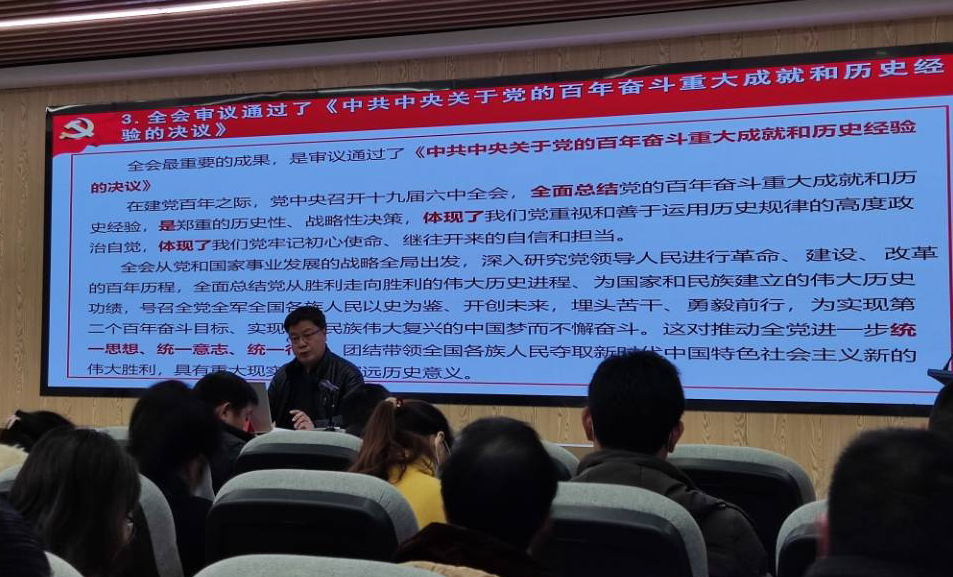 3. 全会审议通过了《中共中央关于党的百年奋斗重大成就和历史经
验的决议》
全会最重要的成果，是审议通过了《中共中央关于党的百年奋斗重大成就和历史经验
的决议》
在建党百年之际，党中央召开十九届六中全会，全面总结党的百年奋斗重大成就和历
史经验，是郑重的历史性、战略性决策，体现了我们党重视和善于运用历史规律的高度政
治自觉，体现了我们党牢记初心使命、继往开来的自信和担当。
全会从党和国家事业发展的战略全局出发，深入研究党领导人民进行革命、建设、改革
的百年历程，全面总结党从胜利走向胜利的伟大历史进程、为国家和民族建立的伟大历史
功绩，号召全党全军全国各族人民以史为鉴、开创未来，埋头苦干、勇毅前行，为实现第
二个百年奋斗目标、实现 民族伟大复兴的中国梦而不懈奋斗。这对推动全党进一步统
一思想、统一意志、统一行 团结带领全国各族人民夺取新时代中国特色社会主义新的
伟大胜利，具有重大现实 远历史意义。